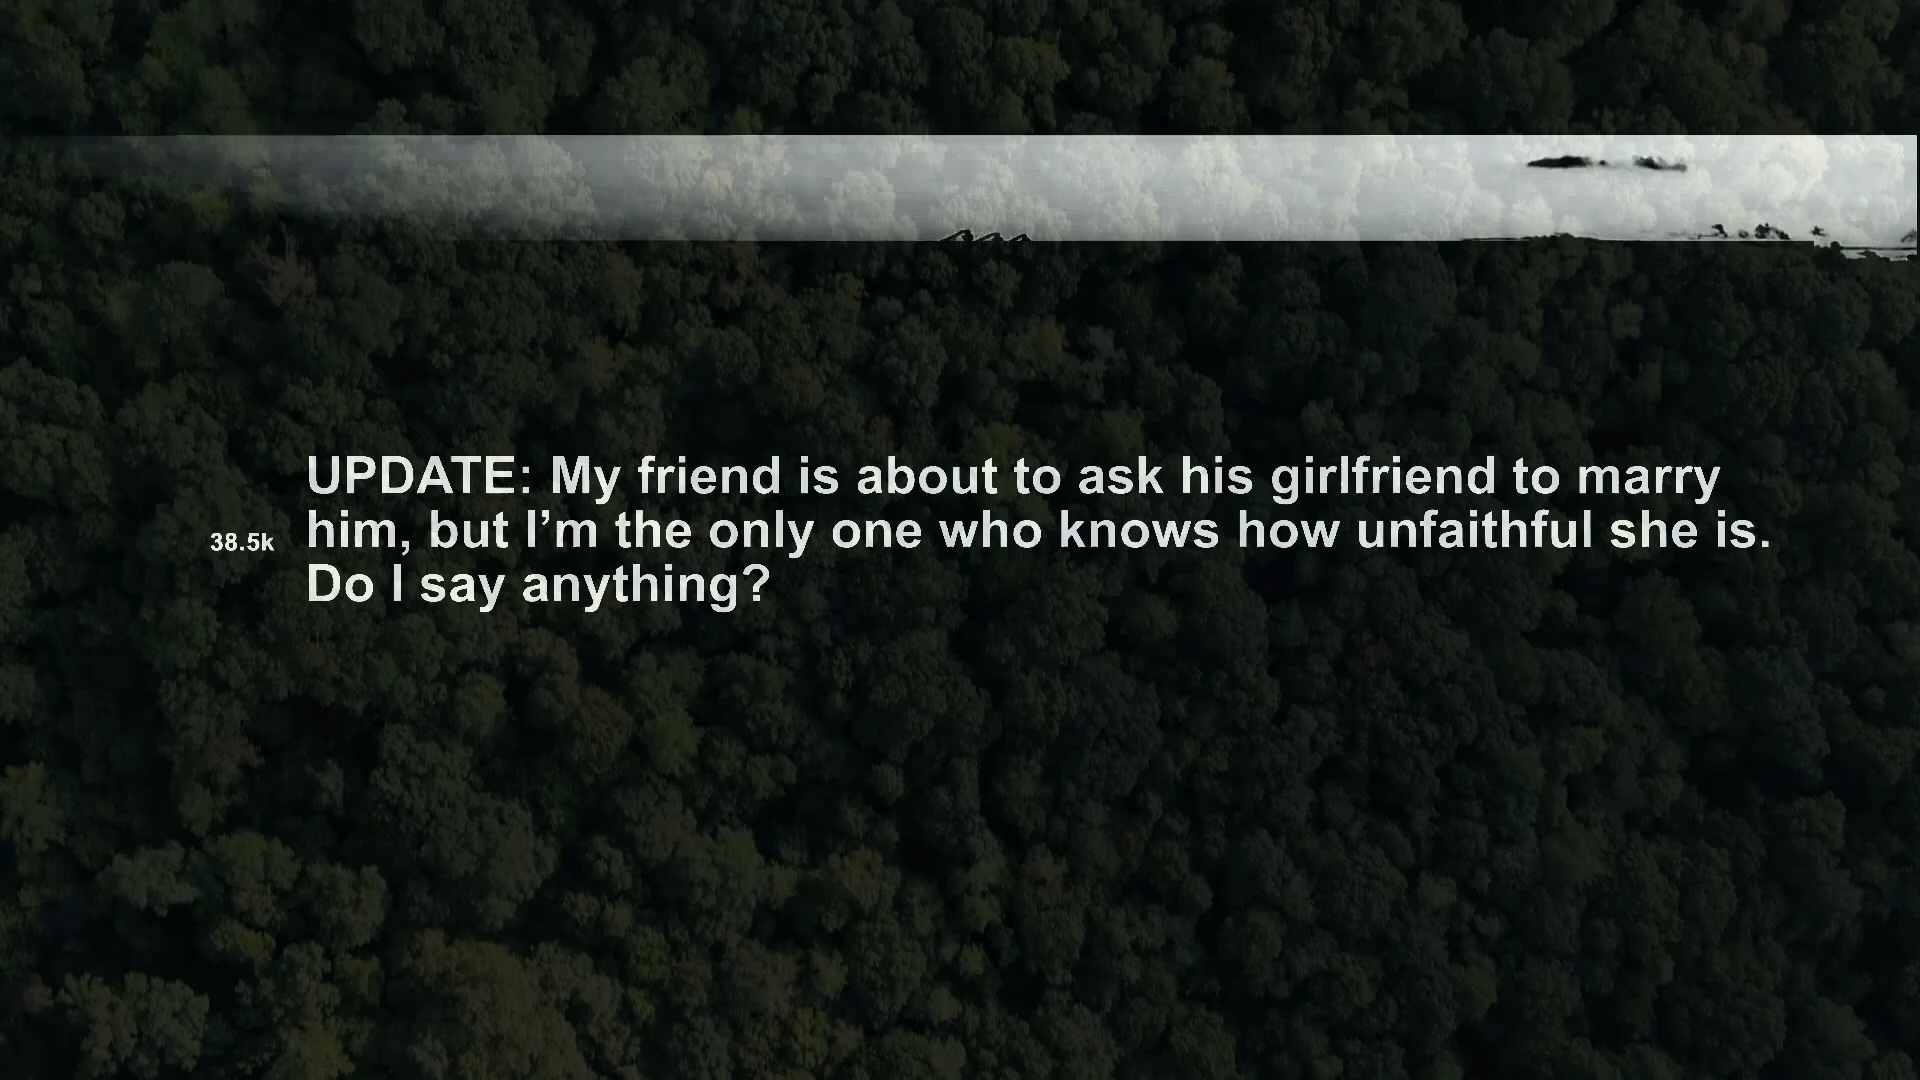 UPDATE: My friend is about to ask his girlfriend to marry
38.5k him, but I’m the only one who knows how unfaithful she is.
Do I say anything?